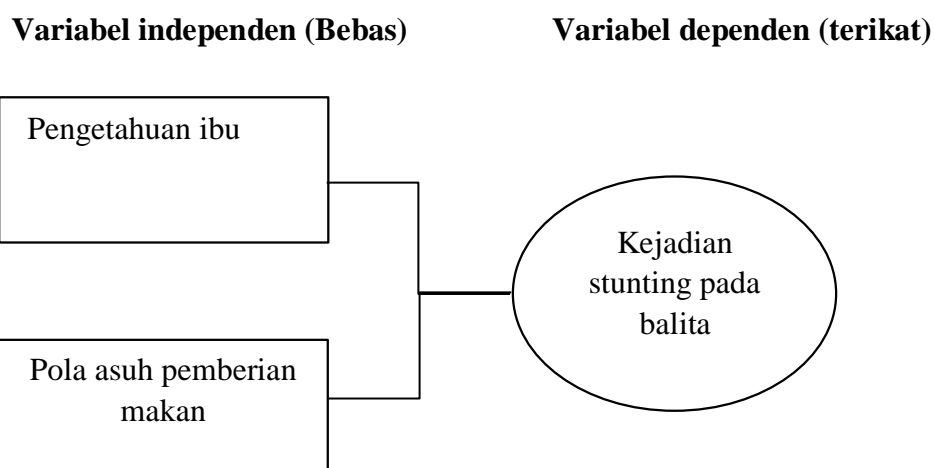 Variabel independen (Bebas)
Variabel dependen (terikat)
Pengetahuan ibu
Kejadian
stunting pada
balita
Pola asuh pemberian
makan